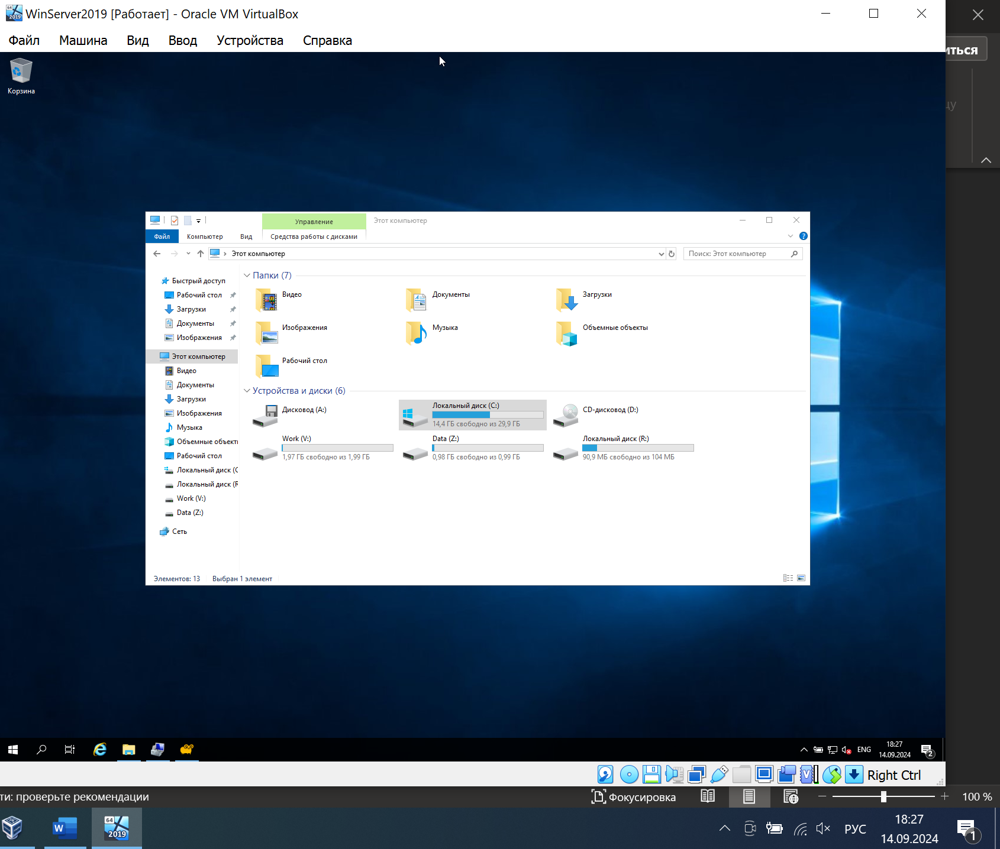 WinServer2019 [Работает] - Oracle VM VirtualBox
Файл Машина Вид Ввод Устройства Справка
иться
цу
Корзина
Управление Этот компьютер
Файл Компьютер Вид Средства работы с дисками
Этот компьютер
Поиск: Этот компьютер
Быстрый доступ
Рабочий стол
Загрузки
Документы
Изображения
Этот компьютер
Видео
Документы
Загрузки
Изображения
Музыка
Объемные объект
Рабочий стол
Локальный диск (C
Локальный диск (R
Work (V:)
Data (Z:)
Сеть
Папки (7)
Видео
Документы
Загрузки
Изображения
Музыка
Объемные объекты
Рабочий стол
Устройства и диски (6)
Дисковод (A:)
Локальный диск (C:)
14,4 ГБ свободно из 29,9 ГБ
CD-дисковод (D:)
Work (V:)
1,97 ГБ свободно из 1,99 ГБ
Data (Z:)
0,98 ГБ свободно из 0,99 ГБ
Локальный диск (R:)
90,9 МБ свободно из 104 МБ
Элементов: 13 Выбран 1 элемент
ENG
18:27
14.09.2024
2
Right Ctrl
ти: проверьте рекомендации
Фокусировка
100 %
W
64
2019
РУС
18:27
14.09.2024
1